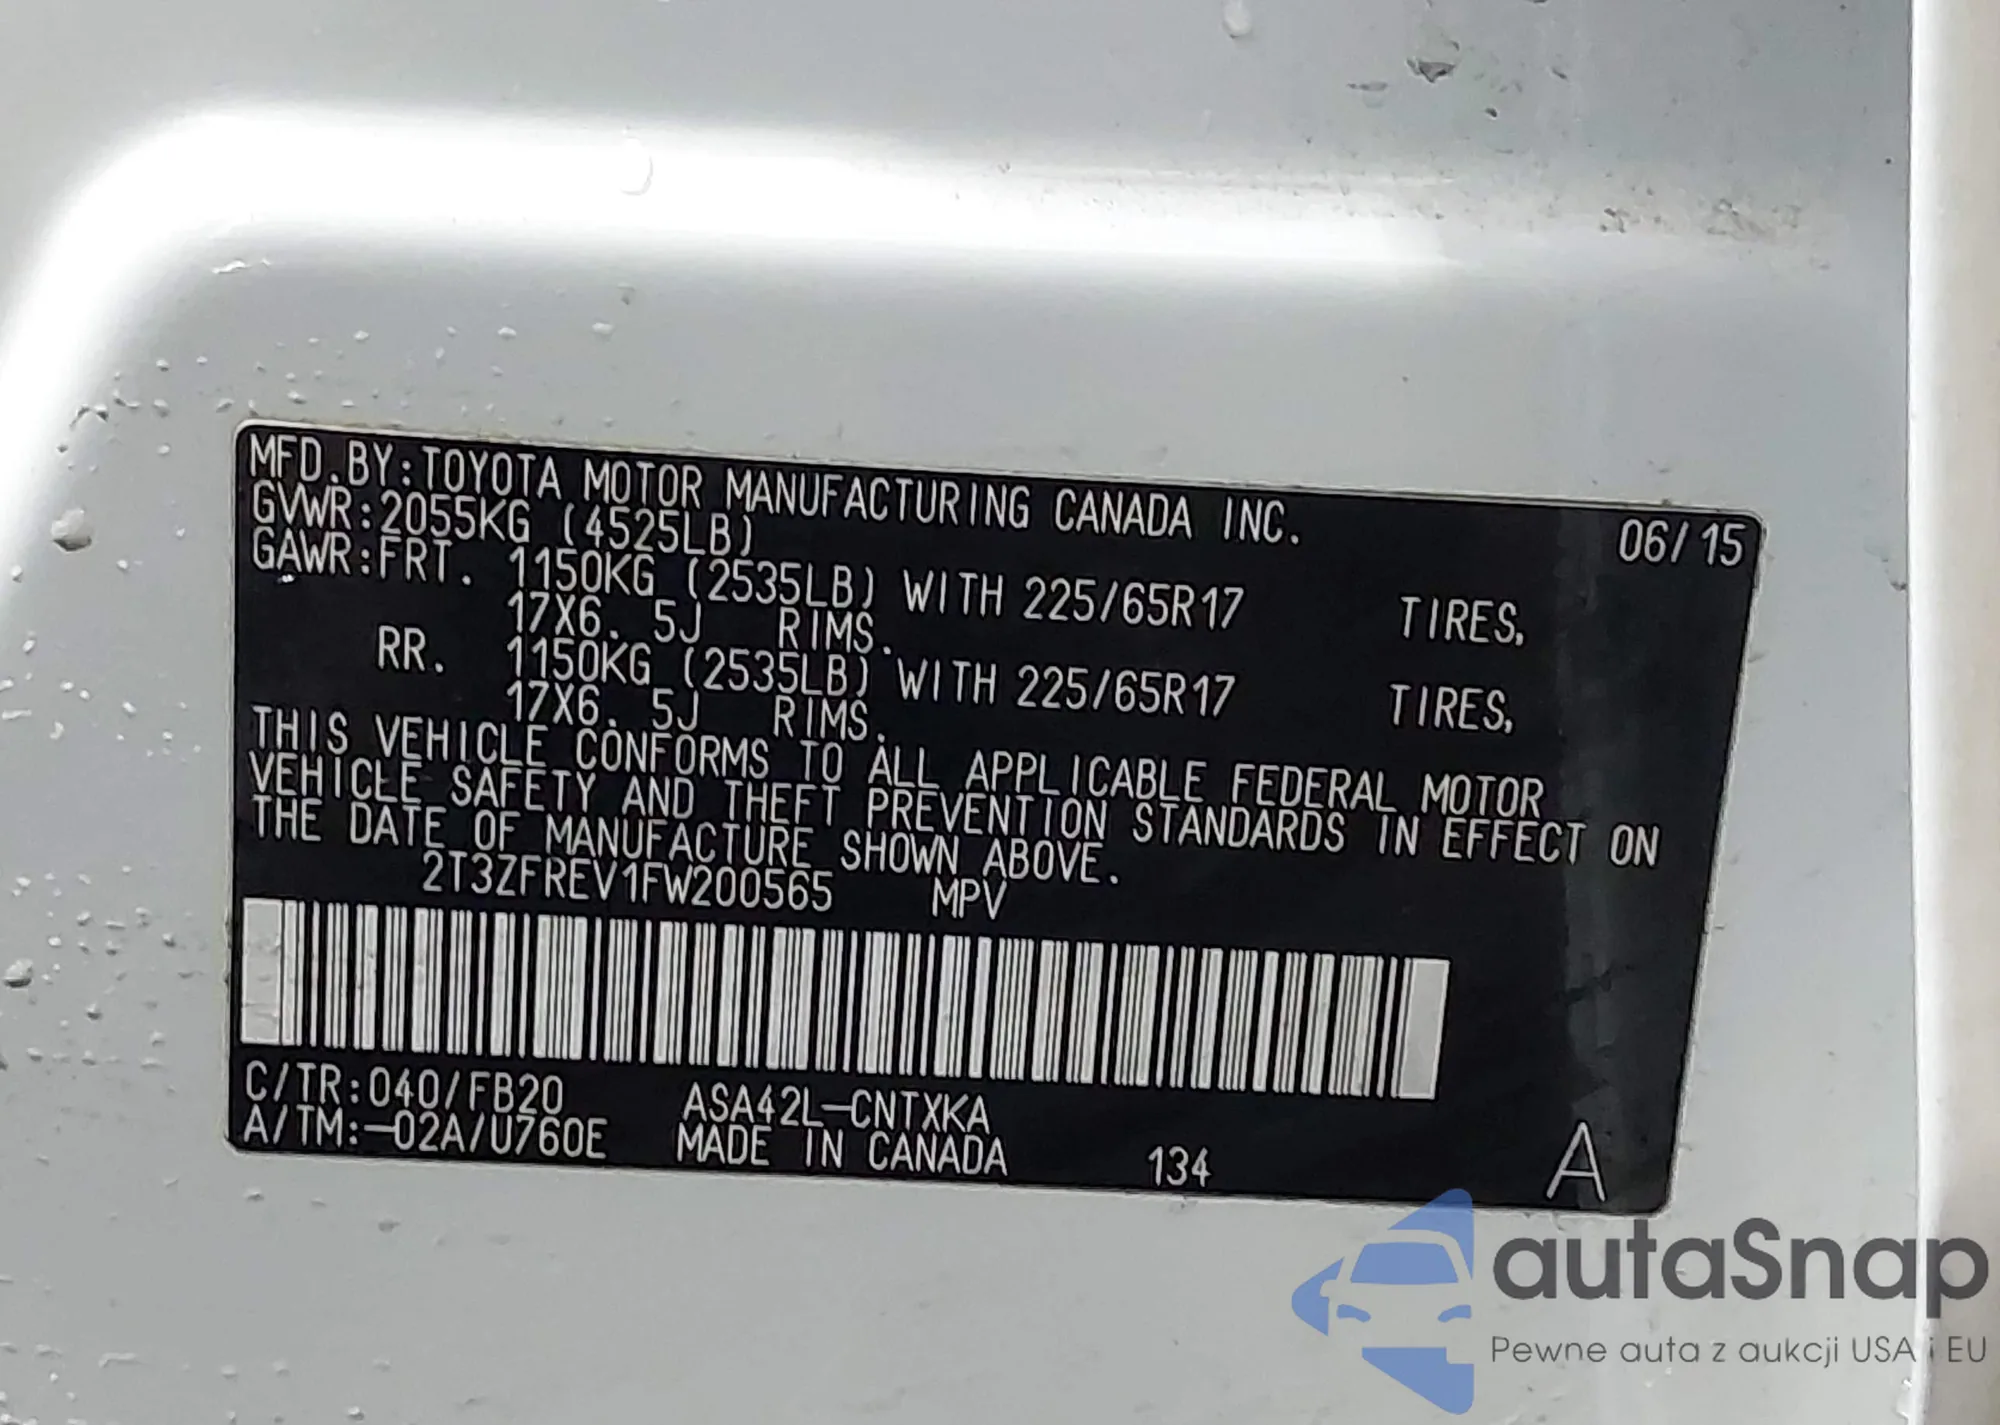 MFD.BY:TOYOTA MOTOR MANUFACTURING CANADA INC. 06/15
GVWR:2055KG (4525LB)
GAWR:FRT. 1150KG (2535LB) WITH 225/65R17 TIRES,
17X6. 5J RIMS.
RR. 1150KG (2535LB) WITH 225/65R17 TIRES,
17X6. 5J RIMS.
THIS VEHICLE CONFORMS TO ALL APPLICABLE FEDERAL MOTOR
VEHICLE SAFETY AND THEFT PREVENTION STANDARDS IN EFFECT ON
THE DATE OF MANUFACTURE SHOWN ABOVE.
2T3ZFREV1FW200565 MPV
C/TR:040/FB20 ASA42L-CNTXKA
A/TM:-02A/U760E MADE IN CANADA 134 A
autaSnap
Pewne auta z aukcji USA i EU